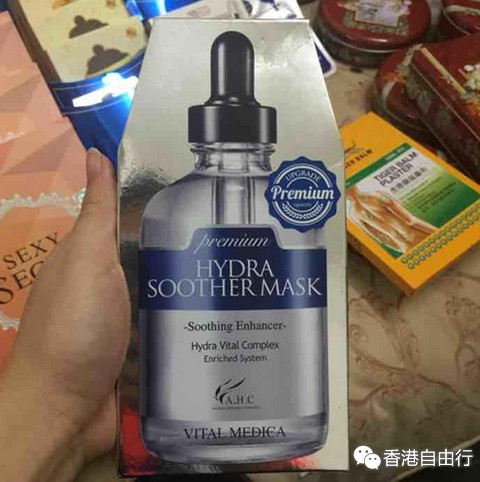 UPGRADE
Premium
premium
HYDRA
SOOTHER MASK
-Soothing Enhancer-
Hydra Vital Complex
Enriched System
A.H.C
VITAL MEDICA
SEXY
TIGER BALM
PLASTER
香港自由行